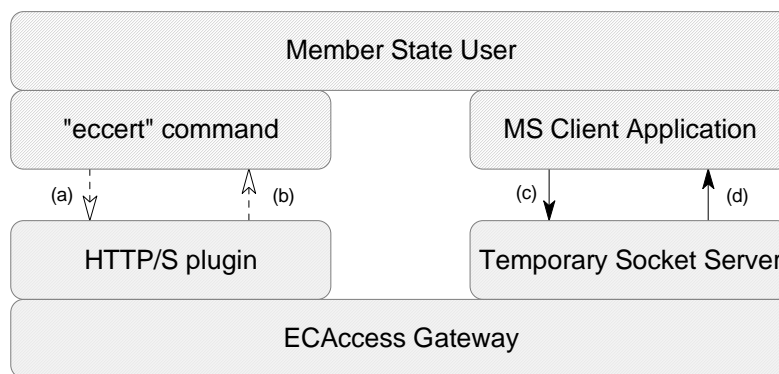 Member State User
"eccert" command
MS Client Application
(a)
(b)
(c)
(d)
HTTP/S plugin
Temporary Socket Server
ECAccess Gateway